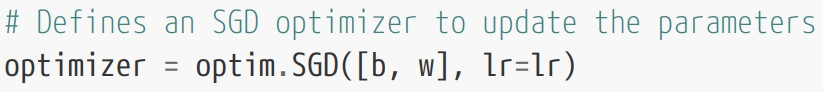 # Defines an SGD optimizer to update the parameters
optimizer = optim.SGD([b, w], lr=lr)